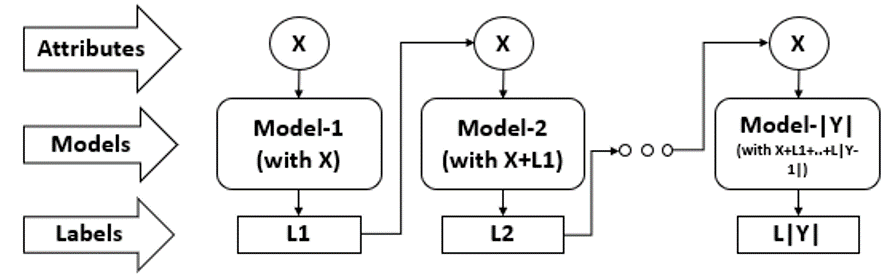 Attributes
X
X
X
Models
Model-1
(with X)
Model-2
(with X+L1)
Model-|Y|
(with X+L1+..+L|Y-
1|)
Labels
L1
L2
L|Y|